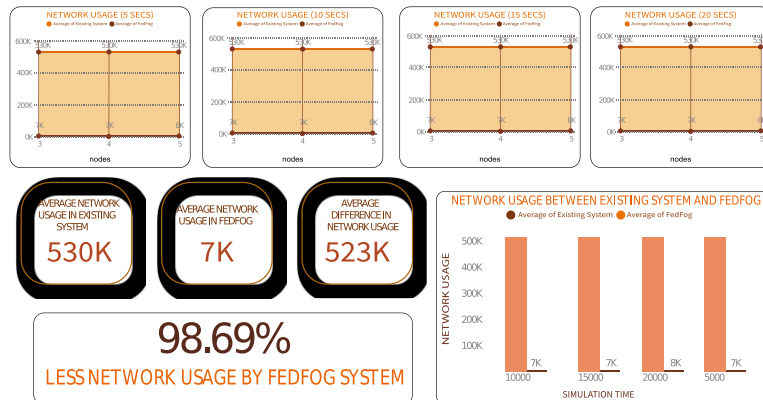 NETWORK USAGE (5 SECS)
Average of Existing System Average of FedFog
600K
400K
200K
0K
530K 530K 530K
7K 7K 8K
3 4 5
nodes
NETWORK USAGE (10 SECS)
Average of Existing System Average of FedFog
600K
400K
200K
0K
530K 530K 530K
7K 7K 8K
3 4 5
nodes
NETWORK USAGE (15 SECS)
Average of Existing System Average of FedFog
600K
400K
200K
0K
530K 530K 530K
7K 7K 8K
3 4 5
nodes
NETWORK USAGE (20 SECS)
Average of Existing System Average of FedFog
600K
400K
200K
0K
530K 530K
7K 7K
3 4 5
nodes
AVERAGE NETWORK
USAGE IN EXISTING
SYSTEM
530K
AVERAGE NETWORK
USAGE IN FEDFOG
7K
AVERAGE
DIFFERENCE IN
NETWORK USAGE
523K
98.69%
LESS NETWORK USAGE BY FEDFOG SYSTEM
NETWORK USAGE BETWEEN EXISTING SYSTEM AND FEDFOG
Average of Existing System Average of FedFog
NETWORK USAGE
500K
400K
300K
200K
100K
7K 7K 8K 7K
10000 15000 20000 5000
SIMULATION TIME